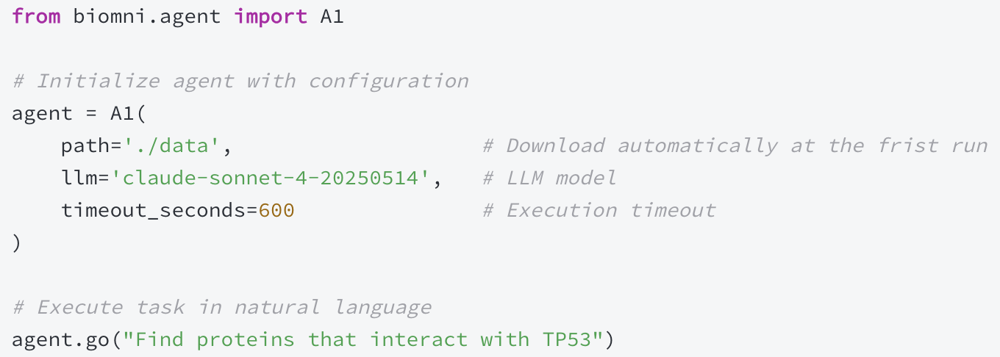 from biomni.agent import A1
# Initialize agent with configuration
agent = A1(
    path='./data',                    # Download automatically at the frist run
    llm='claude-sonnet-4-20250514',   # LLM model
    timeout_seconds=600               # Execution timeout
)
# Execute task in natural language
agent.go("Find proteins that interact with TP53")